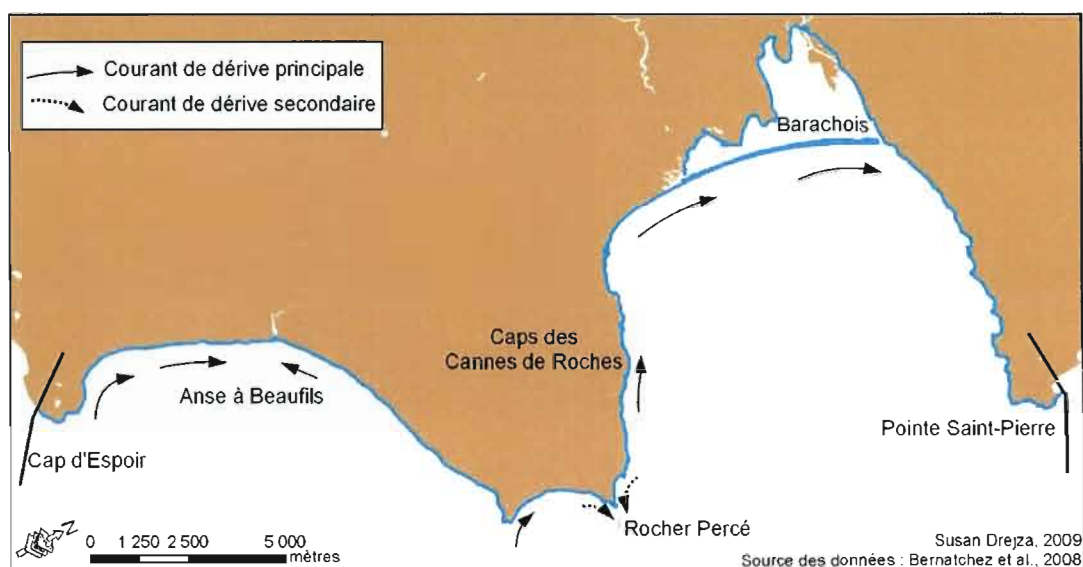 Courant de dérive principale
Courant de dérive secondaire
Barachois
Caps des
Cannes de Roches
Anse à Beaufils
Pointe Saint-Pierre
Cap d'Espoir
Rocher Percé
N
0 1 250 2 500 5 000
mètres
Susan Drejza, 2009
Source des données : Bernatchez et al., 2008